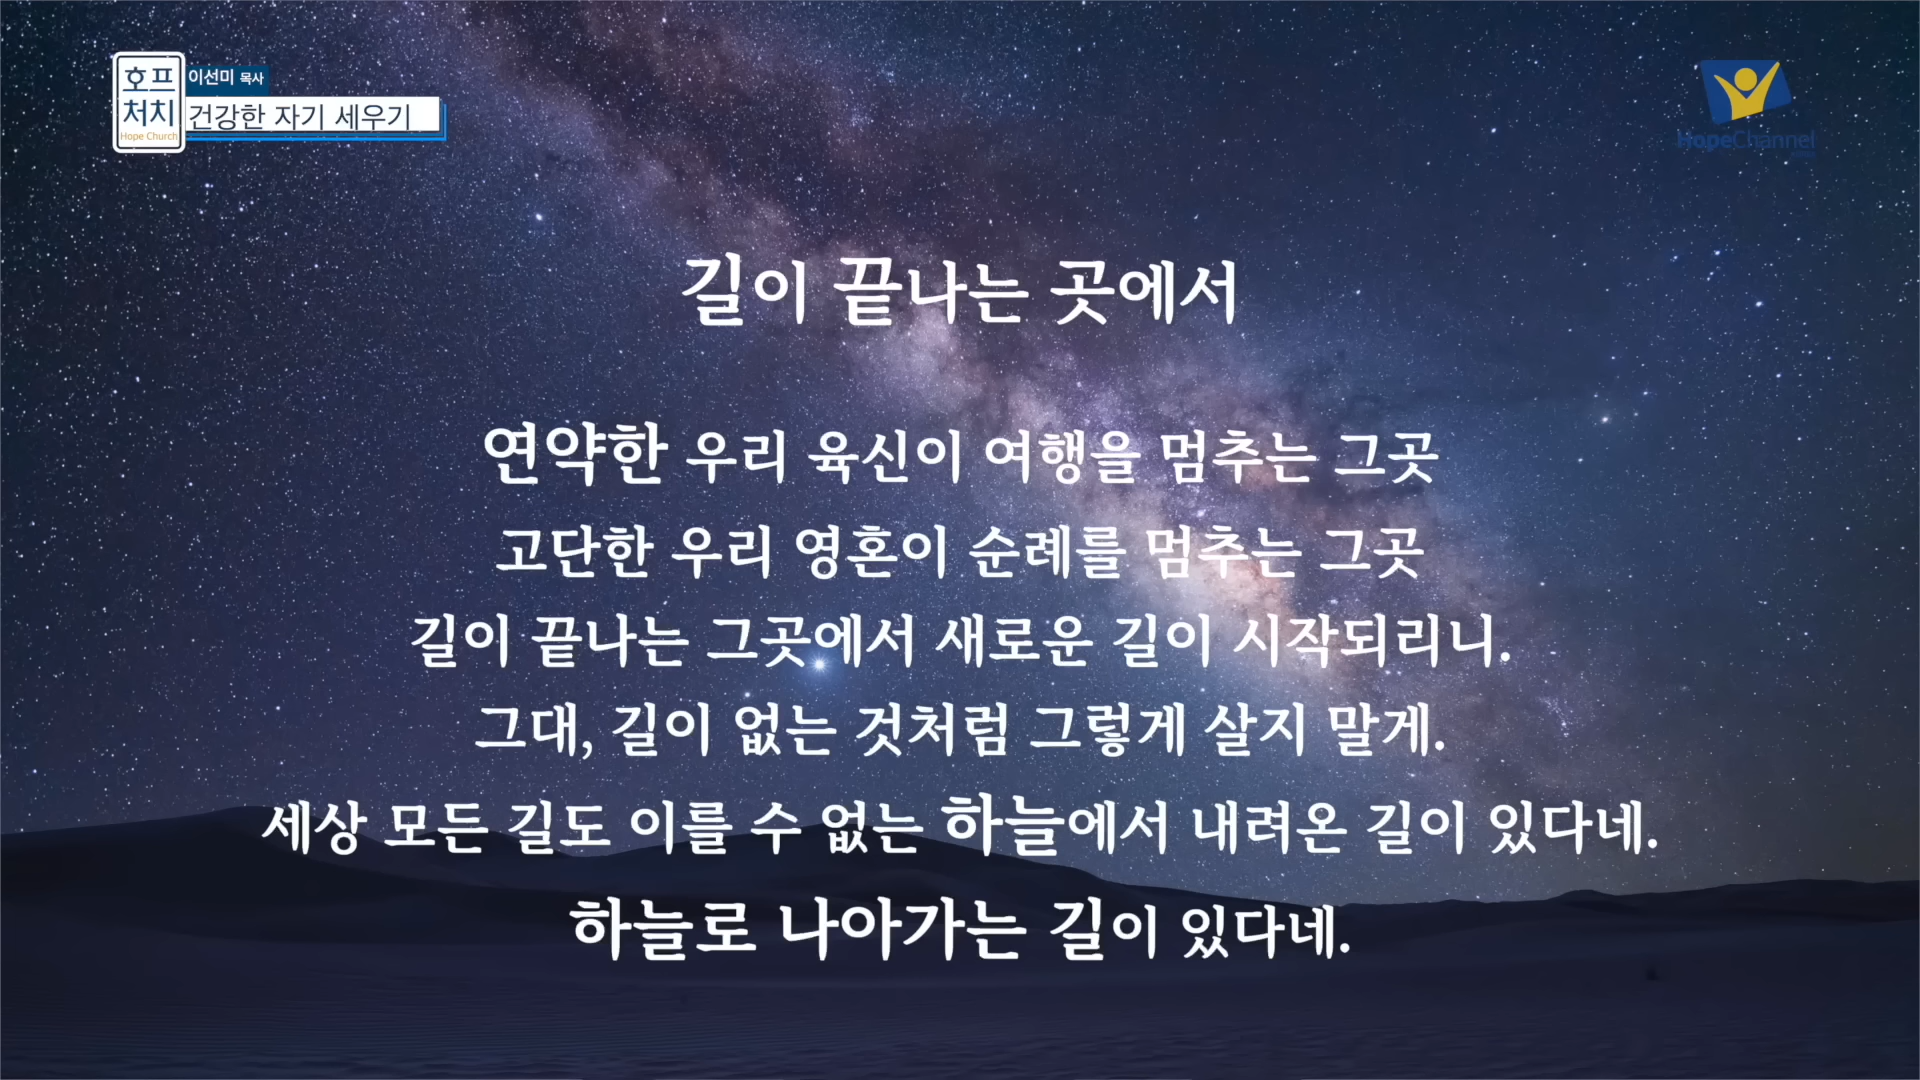 호프
처치
Hope Church
이선미 목사
건강한 자기 세우기
HopeChannel
길이 끝나는 곳에서
연약한 우리 육신이 여행을 멈추는 그곳
고단한 우리 영혼이 순례를 멈추는 그곳
길이 끝나는 그곳에서 새로운 길이 시작되리니.
그대, 길이 없는 것처럼 그렇게 살지 말게.
세상 모든 길도 이를 수 없는 하늘에서 내려온 길이 있다네.
하늘로 나아가는 길이 있다네.